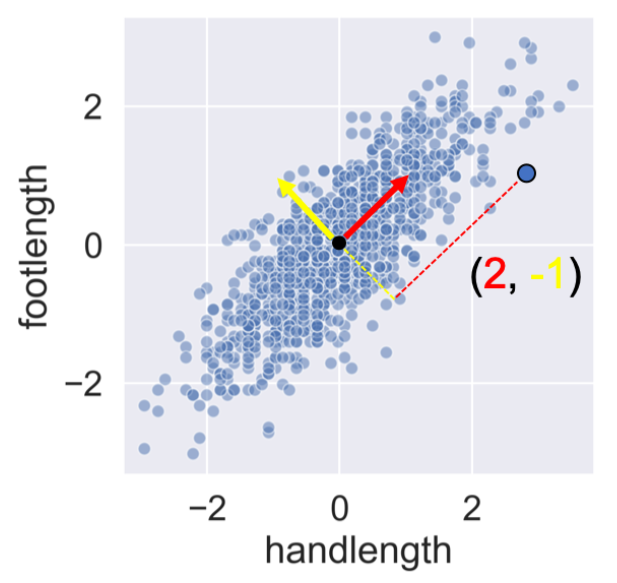 2
0
−2
footlength
(2, -1)
−2 0 2
handlength